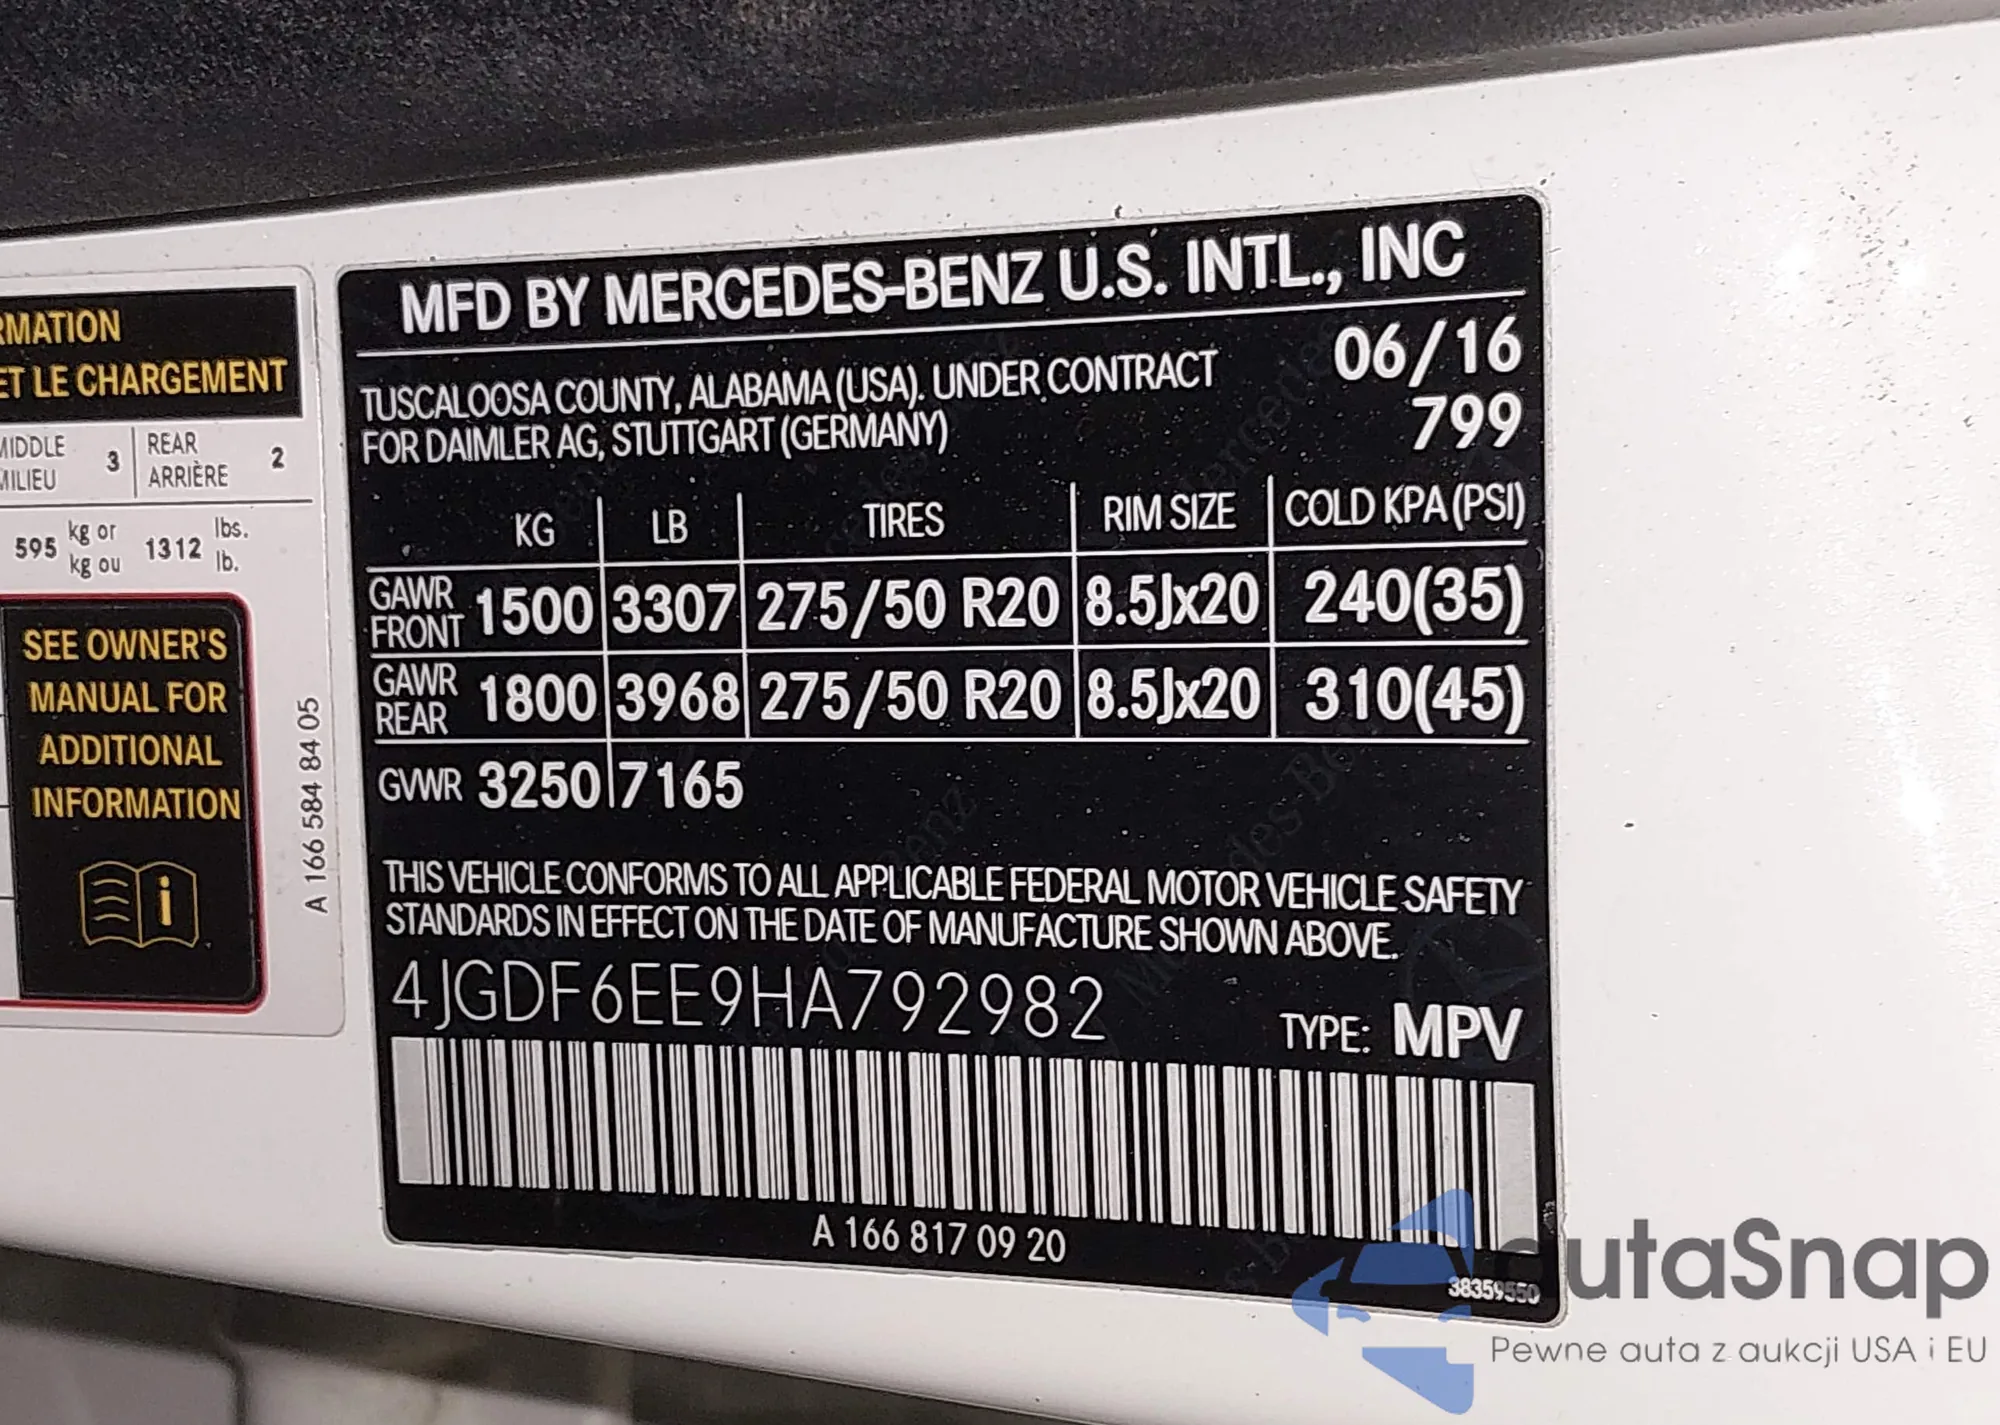 RMATION
ET LE CHARGEMENT
MIDDLE
MILIEU
3
REAR
ARRIÈRE
2
595 kg or
kg ou
1312 lbs.
lb.
SEE OWNER'S
MANUAL FOR
ADDITIONAL
INFORMATION
A 166 584 84 05
MFD BY MERCEDES-BENZ U.S. INTL., INC
TUSCALOOSA COUNTY, ALABAMA (USA). UNDER CONTRACT
FOR DAIMLER AG, STUTTGART (GERMANY)
06/16
799
KG LB TIRES RIM SIZE COLD KPA (PSI)
GAWR
FRONT
1500 3307 275/50 R20 8.5Jx20 240(35)
GAWR
REAR
1800 3968 275/50 R20 8.5Jx20 310(45)
GVWR 3250 7165
THIS VEHICLE CONFORMS TO ALL APPLICABLE FEDERAL MOTOR VEHICLE SAFETY
STANDARDS IN EFFECT ON THE DATE OF MANUFACTURE SHOWN ABOVE.
4JGDF6EE9HA792982
TYPE: MPV
A 166 817 09 20
38359550
autaSnap
Pewne auta z aukcji USA i EU